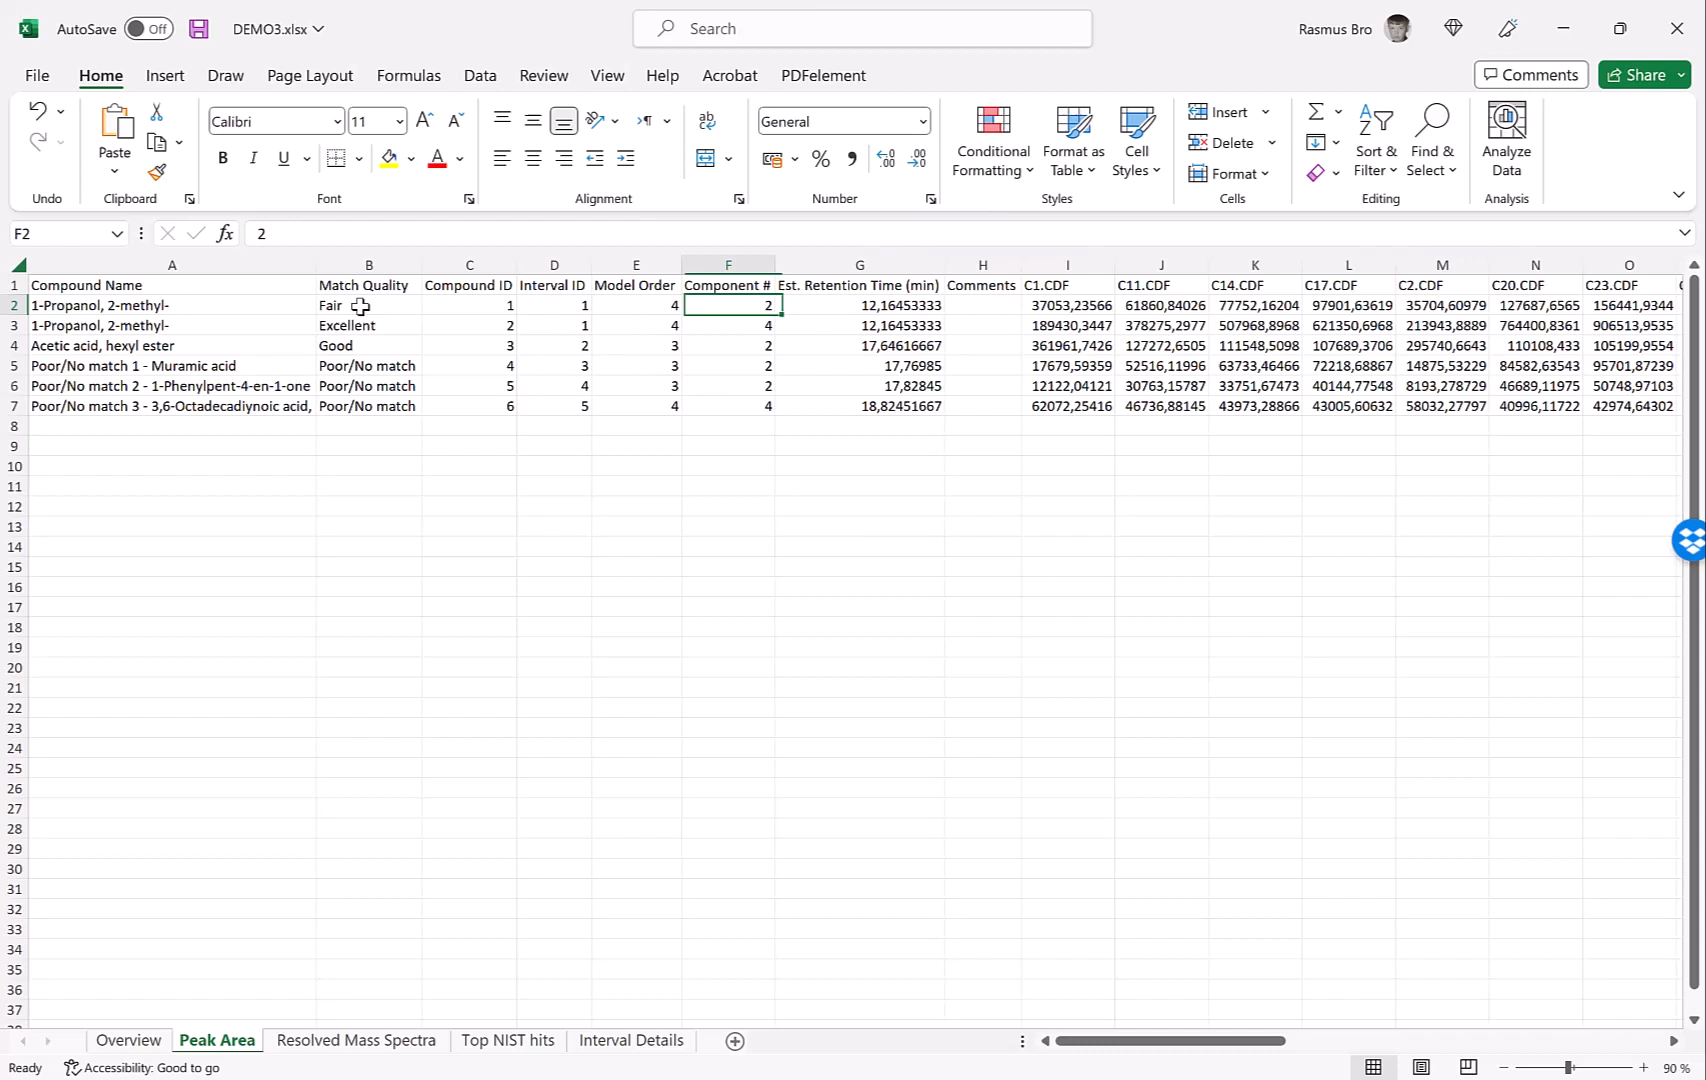 AutoSave Off DEMO3.xlsx Search Rasmus Bro
File Home Insert Draw Page Layout Formulas Data Review View Help Acrobat PDFelement Comments Share
Calibri 11 General Insert
Paste B I U Conditional Formatting Format as Table Cell Styles Delete Sort & Filter Find & Select Analyze Data
Format
Undo Clipboard Font Alignment Number Styles Cells Editing Analysis
F2 fx 2
A B C D E F G H I J K L M N O
1 Compound Name Match Quality Compound ID Interval ID Model Order Component # Est. Retention Time (min) Comments C1.CDF C11.CDF C14.CDF C17.CDF C2.CDF C20.CDF C23.CDF
2 1-Propanol, 2-methyl- Fair 1 1 4 2 12,16453333 37053,23566 61860,84026 77752,16204 97901,63619 35704,60979 127687,6565 156441,9344
3 1-Propanol, 2-methyl- Excellent 2 1 4 4 12,16453333 189430,3447 378275,2977 507968,8968 621350,6968 213943,8889 764400,8361 906513,9535
4 Acetic acid, hexyl ester Good 3 2 3 2 17,64616667 361961,7426 127272,6505 111548,5098 107689,3706 295740,6643 110108,433 105199,9554
5 Poor/No match 1 - Muramic acid Poor/No match 4 3 3 2 17,76985 17679,59359 52516,11996 63733,46466 72218,68867 14875,53229 84582,63543 95701,87239
6 Poor/No match 2 - 1-Phenylpent-4-en-1-one Poor/No match 5 4 3 2 17,82845 12122,04121 30763,15787 33751,67473 40144,77548 8193,278729 46689,11975 50748,97103
7 Poor/No match 3 - 3,6-Octadecadiynoic acid, Poor/No match 6 5 4 4 18,82451667 62072,25416 46736,88145 43973,28866 43005,60632 58032,27797 40996,11722 42974,64302
8
9
10
11
12
13
14
15
16
17
18
19
20
21
22
23
24
25
26
27
28
29
30
31
32
33
34
35
36
37
Overview Peak Area Resolved Mass Spectra Top NIST hits Interval Details
Ready Accessibility: Good to go 90 %